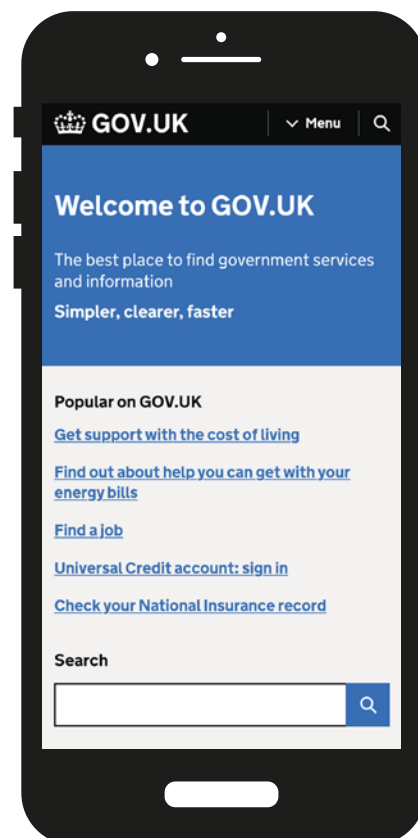 GOV.UK
Menu
Welcome to GOV.UK
The best place to find government services
and information
Simpler, clearer, faster
Popular on GOV.UK
Get support with the cost of living
Find out about help you can get with your
energy bills
Find a job
Universal Credit account: sign in
Check your National Insurance record
Search